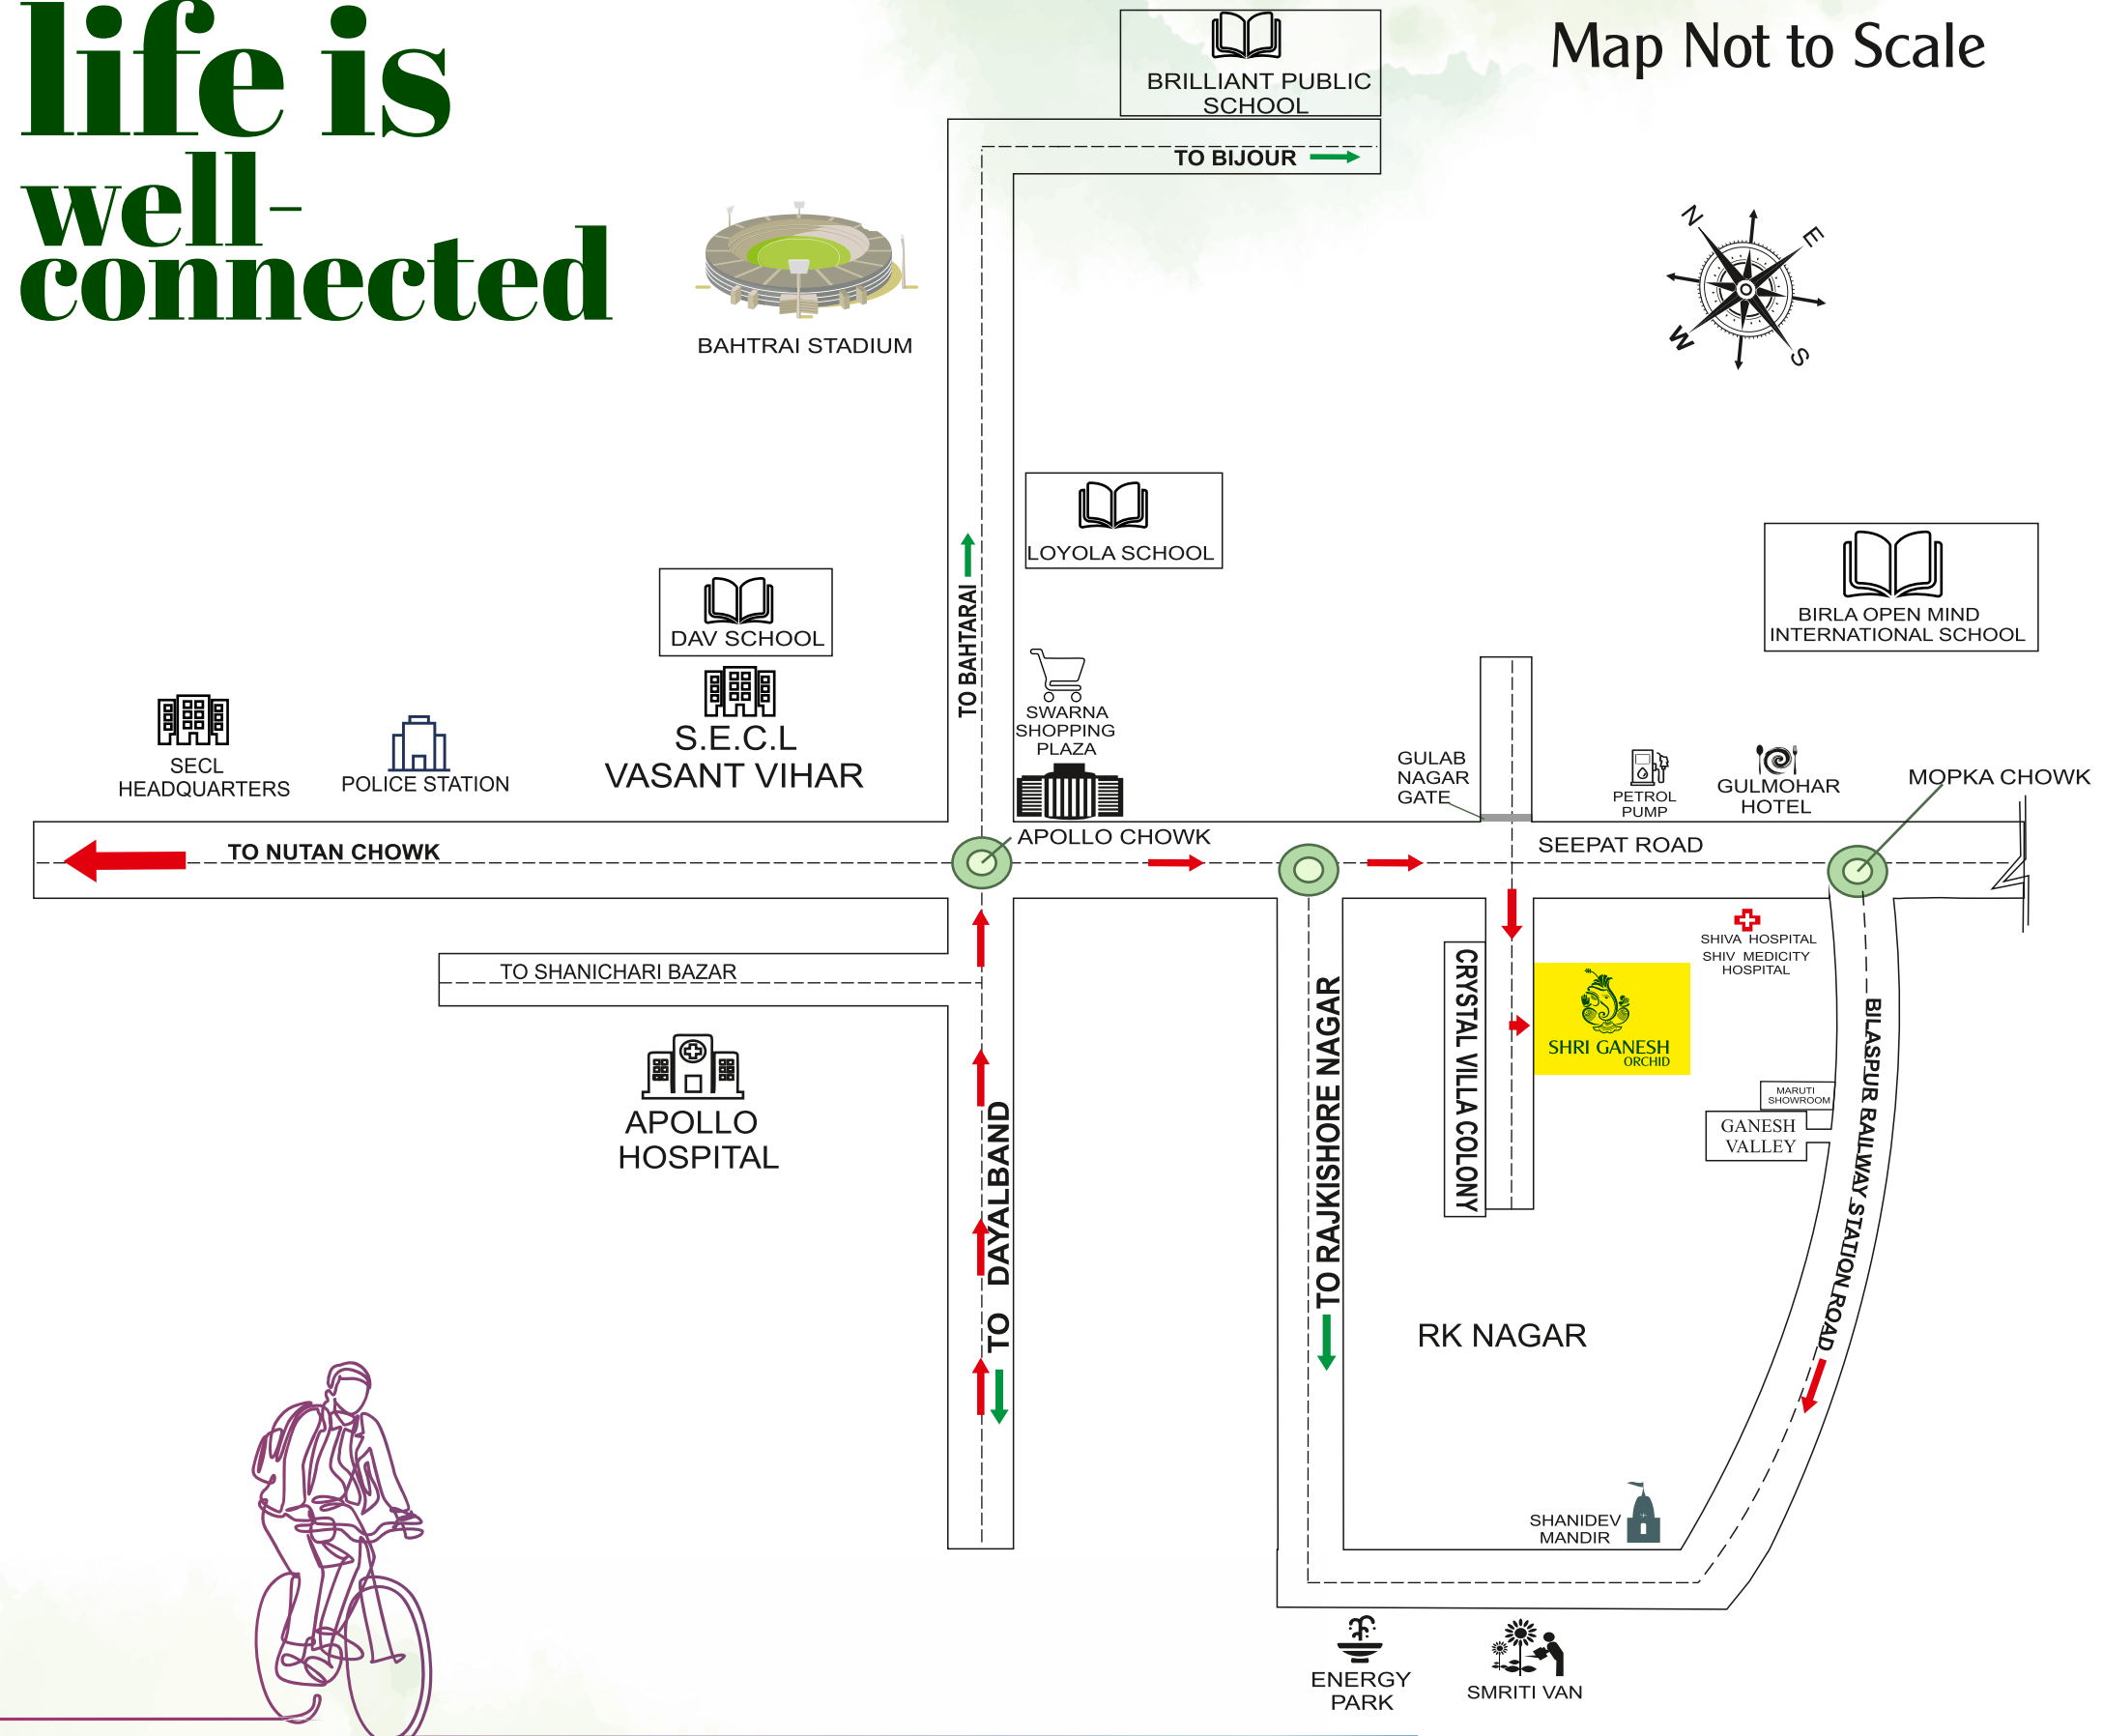 life is
well-
connected
Map Not to Scale
BRILLIANT PUBLIC
SCHOOL
TO BIJOUR
N
E
W
S
BAHTRAI STADIUM
LOYOLA SCHOOL
TO BAHTARAI
DAV SCHOOL
BIRLA OPEN MIND
INTERNATIONAL SCHOOL
SECL
HEADQUARTERS
POLICE STATION
S.E.C.L
VASANT VIHAR
SWARNA
SHOPPING
PLAZA
GULAB
NAGAR
GATE
PETROL
PUMP
GULMOHAR
HOTEL
MOPKA CHOWK
TO NUTAN CHOWK
APOLLO CHOWK
SEEPAT ROAD
TO SHANICHARI BAZAR
SHIVA HOSPITAL
SHIV MEDICITY
HOSPITAL
APOLLO
HOSPITAL
TO DAYALBAND
TO RAJKISHORE NAGAR
CRYSTAL VILLA COLONY
SHRI GANESH
ORCHID
MARUTI
SHOWROOM
GANESH
VALLEY
BILASPUR RAILWAY STATION ROAD
RK NAGAR
SHANIDEV
MANDIR
ENERGY
PARK
SMRITI VAN